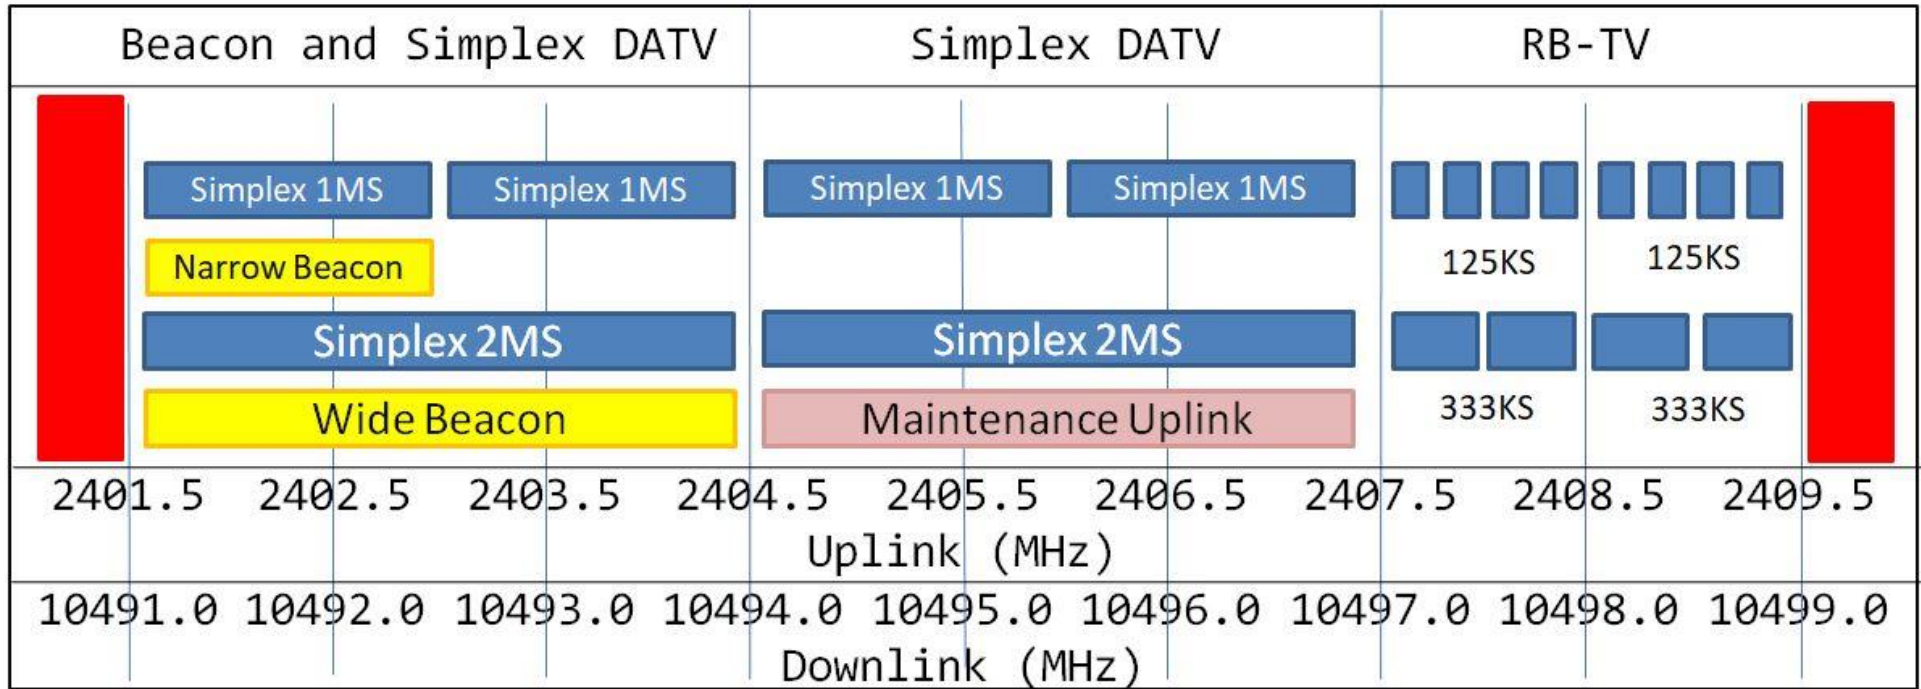 Beacon and Simplex DATV Simplex DATV RB-TV
Simplex 1MS Simplex 1MS Simplex 1MS Simplex 1MS
Narrow Beacon 125KS 125KS
Simplex 2MS Simplex 2MS
Wide Beacon Maintenance Uplink 333KS 333KS
2401.5 2402.5 2403.5 2404.5 2405.5 2406.5 2407.5 2408.5 2409.5
Uplink (MHz)
10491.0 10492.0 10493.0 10494.0 10495.0 10496.0 10497.0 10498.0 10499.0
Downlink (MHz)